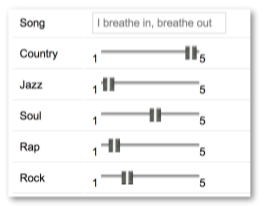 Song I breathe in, breathe out
Country 1 5
Jazz 1 5
Soul 1 5
Rap 1 5
Rock 1 5